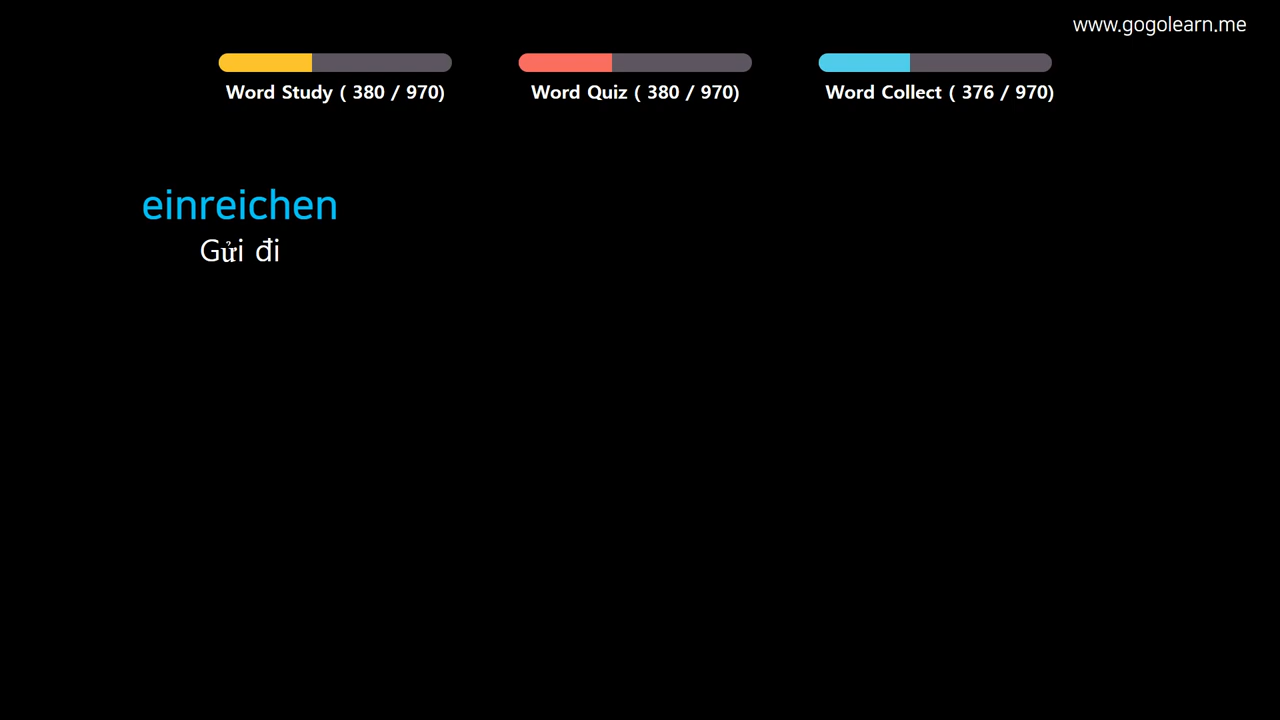 www.gogolearn.me
Word Study ( 380 / 970)
Word Quiz ( 380 / 970)
Word Collect ( 376 / 970)
einreichen
Gửi đi